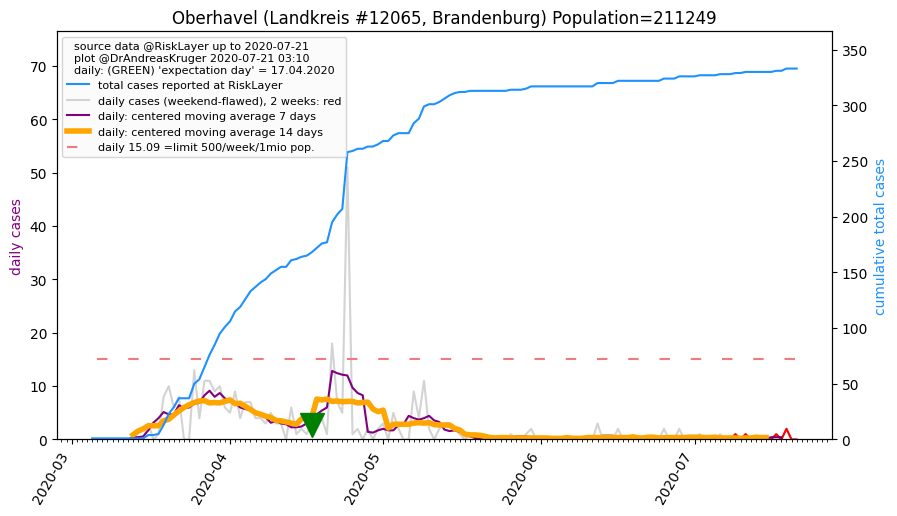 Oberhavel (Landkreis #12065, Brandenburg) Population=211249
source data @RiskLayer up to 2020-07-21
plot @DrAndreasKruger 2020-07-21 03:10
daily: (GREEN) 'expectation day' = 17.04.2020
total cases reported at RiskLayer
daily cases (weekend-flawed), 2 weeks: red
daily: centered moving average 7 days
daily: centered moving average 14 days
daily 15.09 =limit 500/week/1mio pop.
daily cases
70
60
50
40
30
20
10
0
cumulative total cases
350
300
250
200
150
100
50
0
2020-03
2020-04
2020-05
2020-06
2020-07